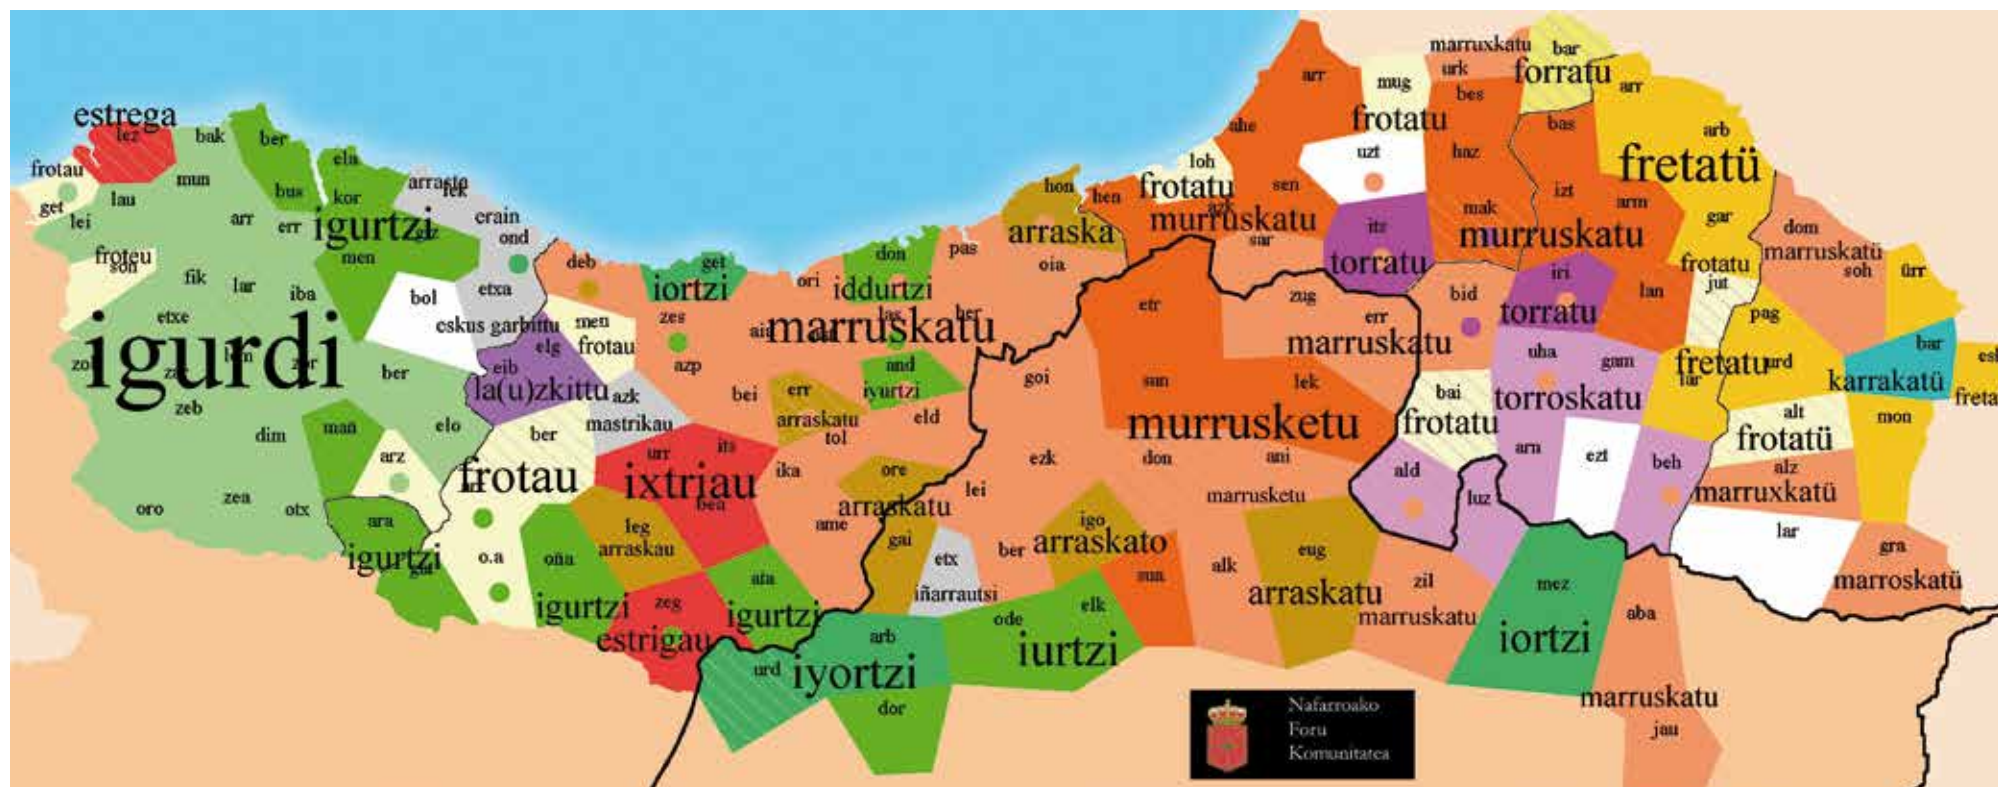 estrega
lez
bak
ber
frotau
get
lei
lau
mun
bus
ela
kor
arrasta
lek
erain
ond
arr
err
igurtzi
men
froteu
fik
lar
iba
bol
etxa
etxe
igurdi
eskus garbittu
elg
men
frotau
zeb
ber
eib
la(u)zkittu
azk
mastrikau
dim
mañ
elo
arz
ber
frotau
oro
zea
otx
ara
igurtzi
o.a
oña
igurtzi
deb
get
iortzi
zes
azp
ori
don
iddurtzi
pas
marruskatu
and
iyurtzi
bei
err
arraskatu
tol
eld
urr
its
ixtriau
bea
ika
ore
arraskatu
leg
arraskau
ame
gai
ata
igurtzi
zeg
estrigau
urd
arb
iyortzi
dor
hon
hen
arraska
oia
goi
ezk
lei
etx
iñarrautsi
ber
igo
arraskato
ode
elk
iurtzi
arr
ahe
loh
frotatu
azk
sen
murruskatu
sar
mug
frotatu
uzt
itz
torratu
etr
zug
err
marruskatu
sun
lek
murrusketu
don
ani
marrusketu
alk
eug
arraskatu
zil
marruskatu
marruxkatu
urk
bes
haz
mak
bar
forratu
bas
izt
arm
murruskatu
arr
arb
fretatü
gar
frotatu
jut
bid
iri
torratu
lan
uha
gam
torroskatu
bai
frotatu
ald
luz
arn
ezt
beh
fretatu
urd
lar
dom
marruskatü
soh
ürr
pag
bar
karrakatü
alt
frotatü
mon
alz
marruxkatü
lar
gra
marroskatü
mez
iortzi
aba
marruskatu
jau
Nafarroako
Foru
Komunitatea